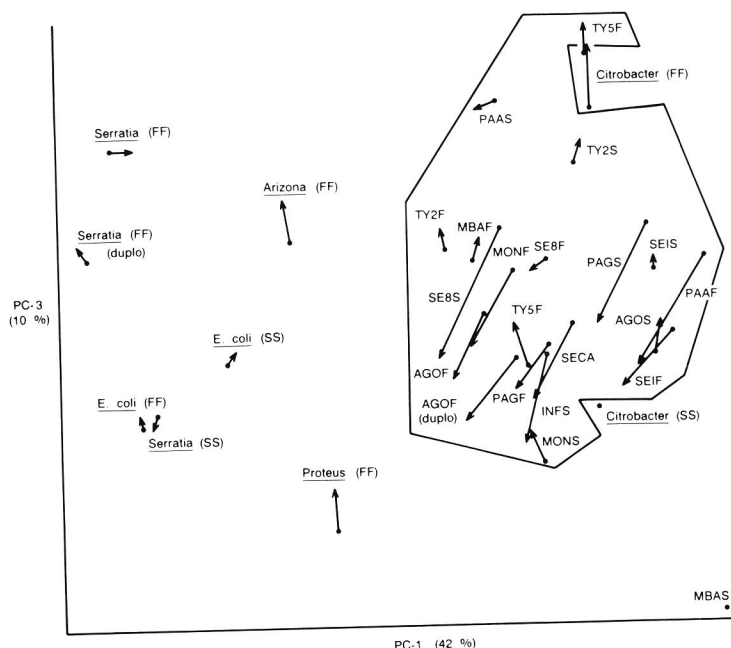 TY5F
Citrobacter (FF)
PAAS
Serratia (FF)
TY2S
Arizona (FF)
TY2F
MBAF
Serratia (FF)
(duplo)
MONF
SE8F
SEIS
PAGS
PC-3
(10 %)
SE8S
PAAF
TY5F
AGOS
E. coli (SS)
SECA
AGOF
SEIF
E. coli (FF)
PAGF
AGOF
(duplo)
INFS
Citrobacter (SS)
Serratia (SS)
MONS
Proteus (FF)
MBAS
PC-1 (42 %)